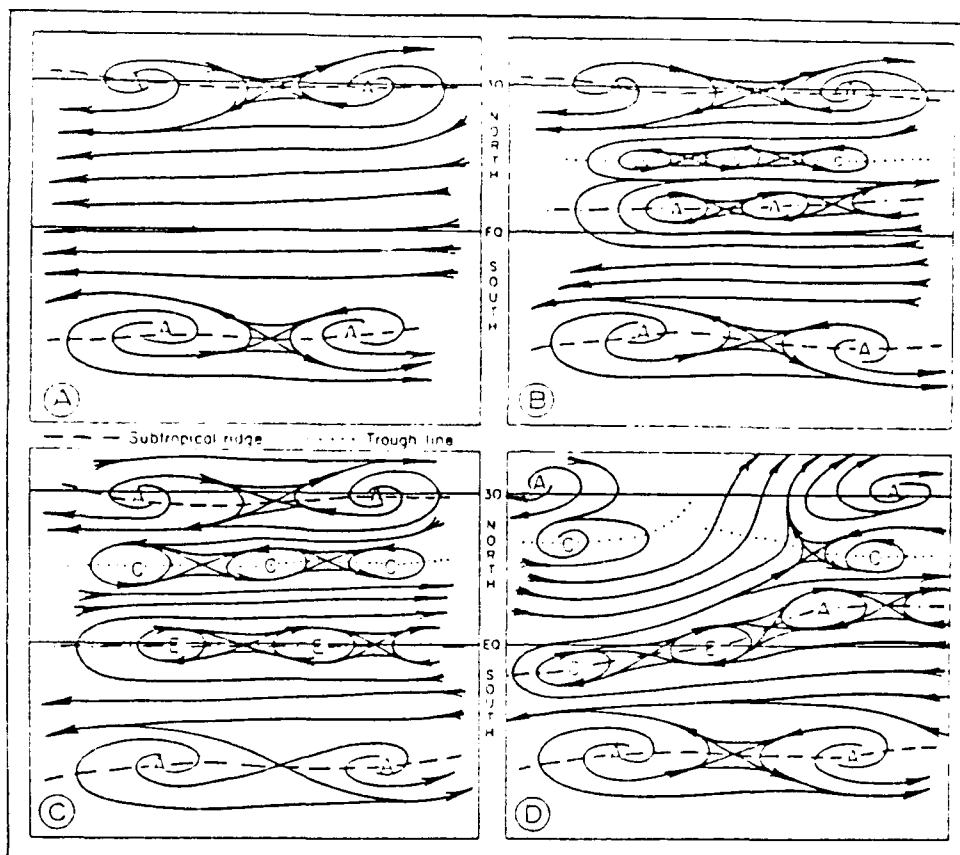 A A
30
NORTH
EQ
SOUTH
A A
A
A
A A
A A
B
Subtropical ridge Trough line
A A
C C C
E E
A A
C
30
NORTH
EQ
SOUTH
A A
C C
A
E
A A
D